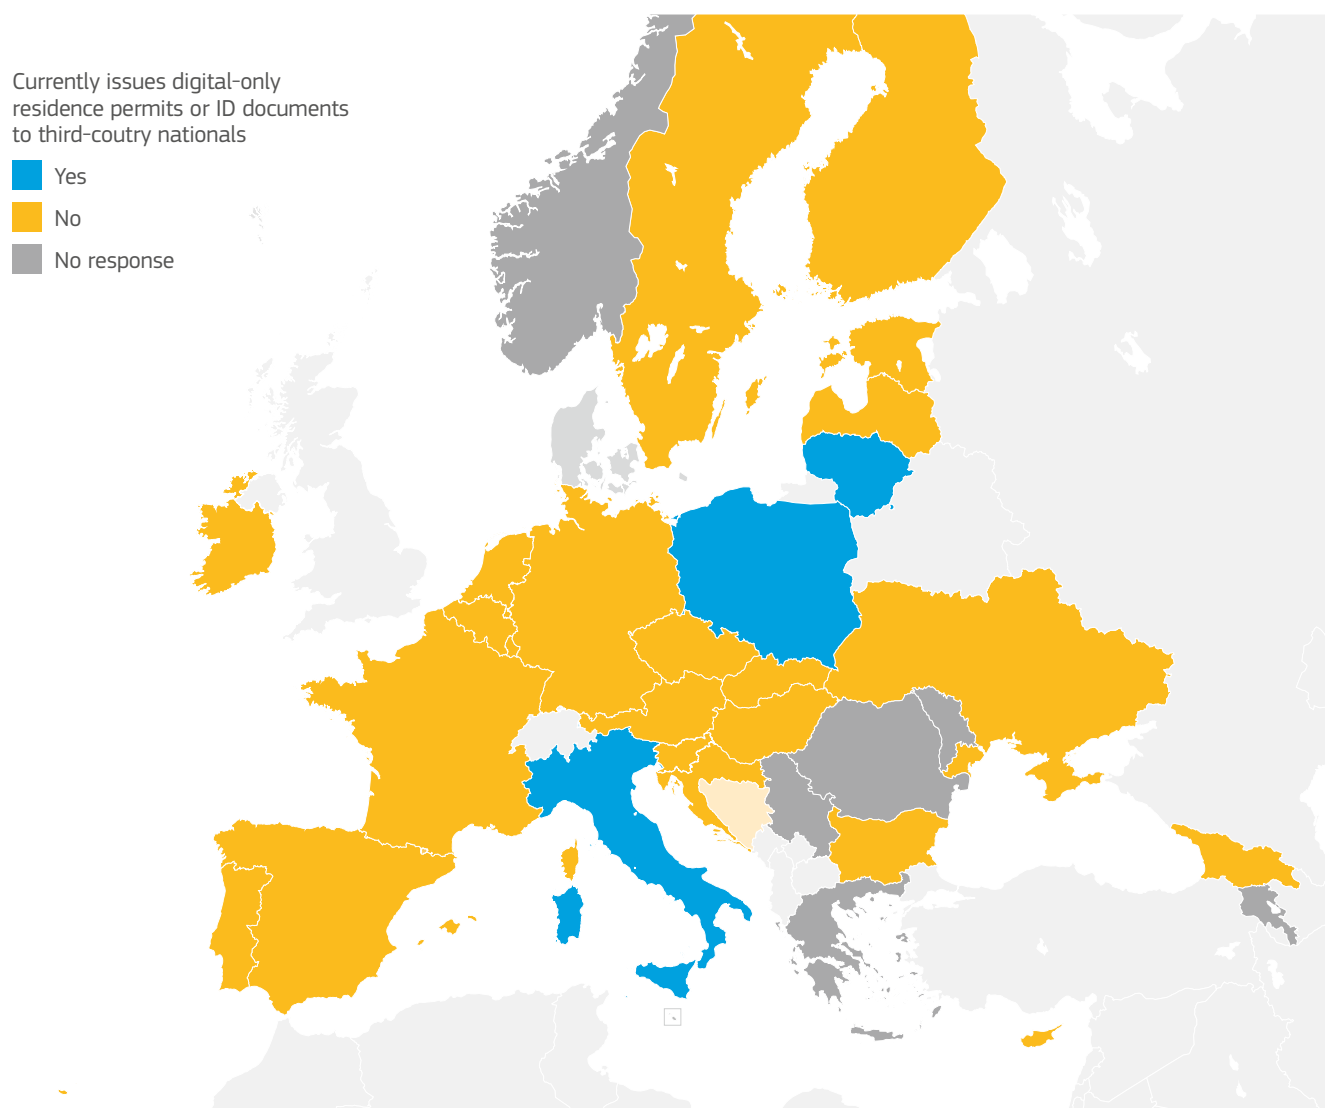 Currently issues digital-only
residence permits or ID documents
to third-coutry nationals
Yes
No
No response